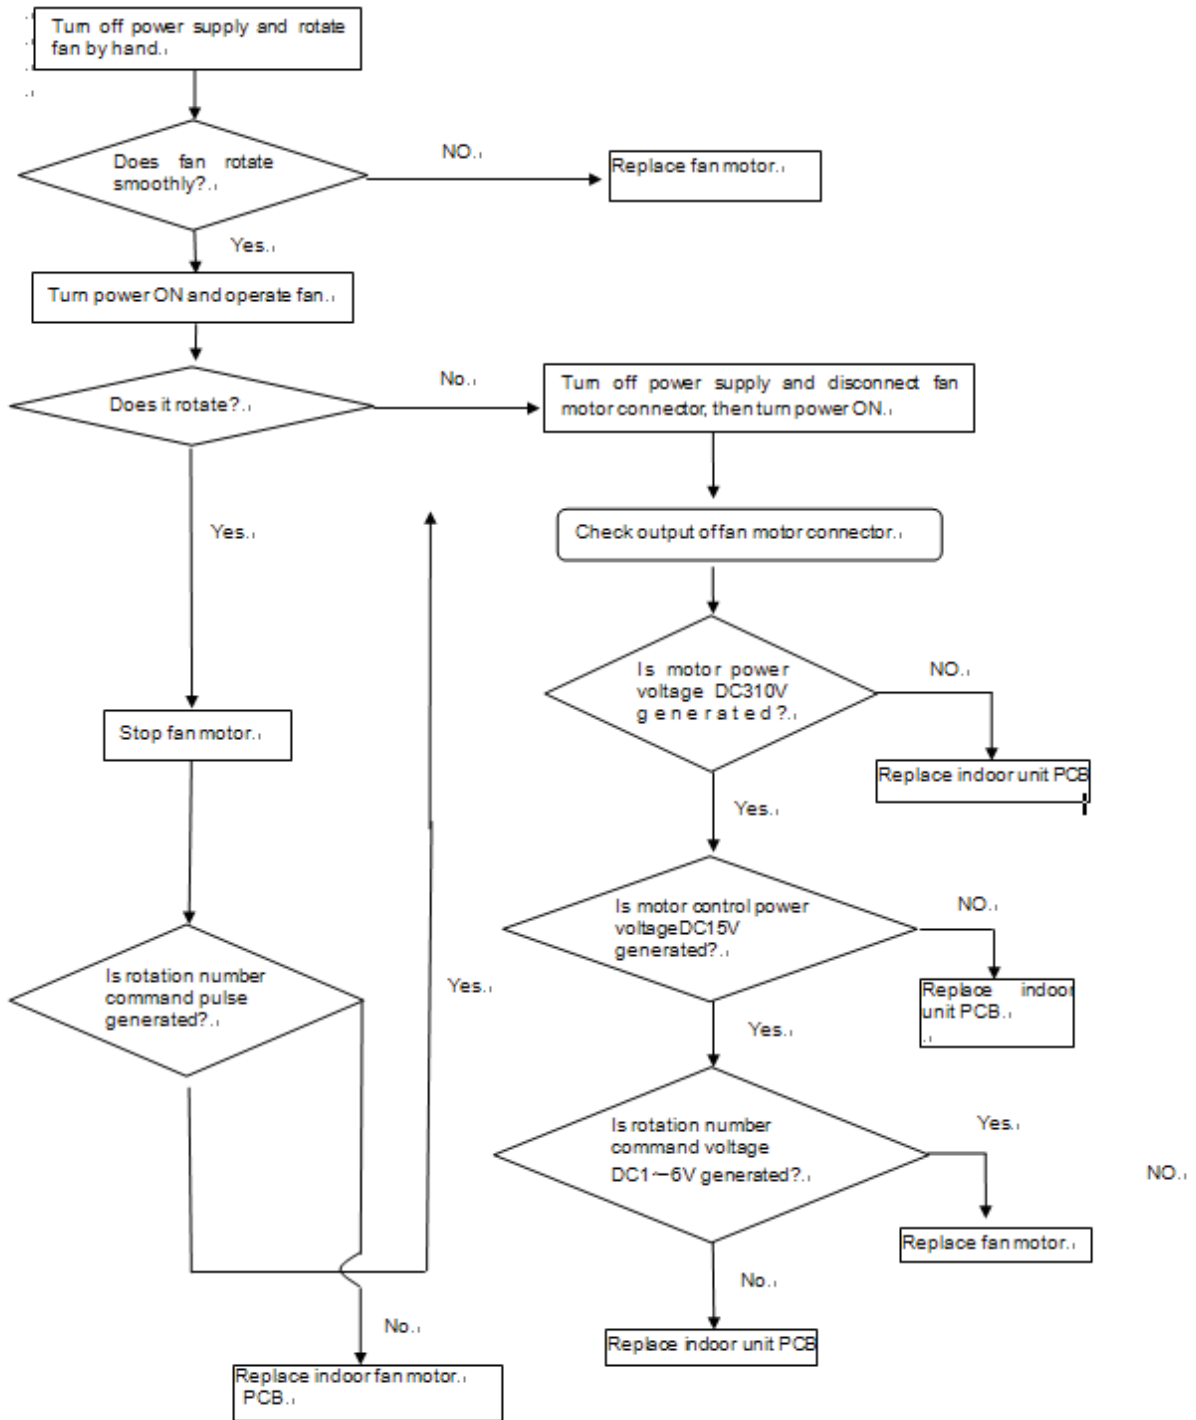 Turn off power supply and rotate
fan by hand.
Does fan rotate
smoothly?.
NO.
Replace fan motor.
Yes.
Turn power ON and operate fan.
Does it rotate?.
No.
Turn off power supply and disconnect fan
motor connector, then turn power ON.
Yes.
Check output of fan motor connector.
Is motor power
voltage DC310V
generated?.
NO.
Stop fan motor.
Replace indoor unit PCB
Yes.
Is motor control power
voltageDC15V
generated?.
NO.
Is rotation number
command pulse
generated?.
Yes.
Replace indoor
unit PCB.
Yes.
Is rotation number
command voltage
DC1～6V generated?.
Yes.
NO.
Replace fan motor.
No.
No.
Replace indoor unit PCB
Replace indoor fan motor.
PCB.